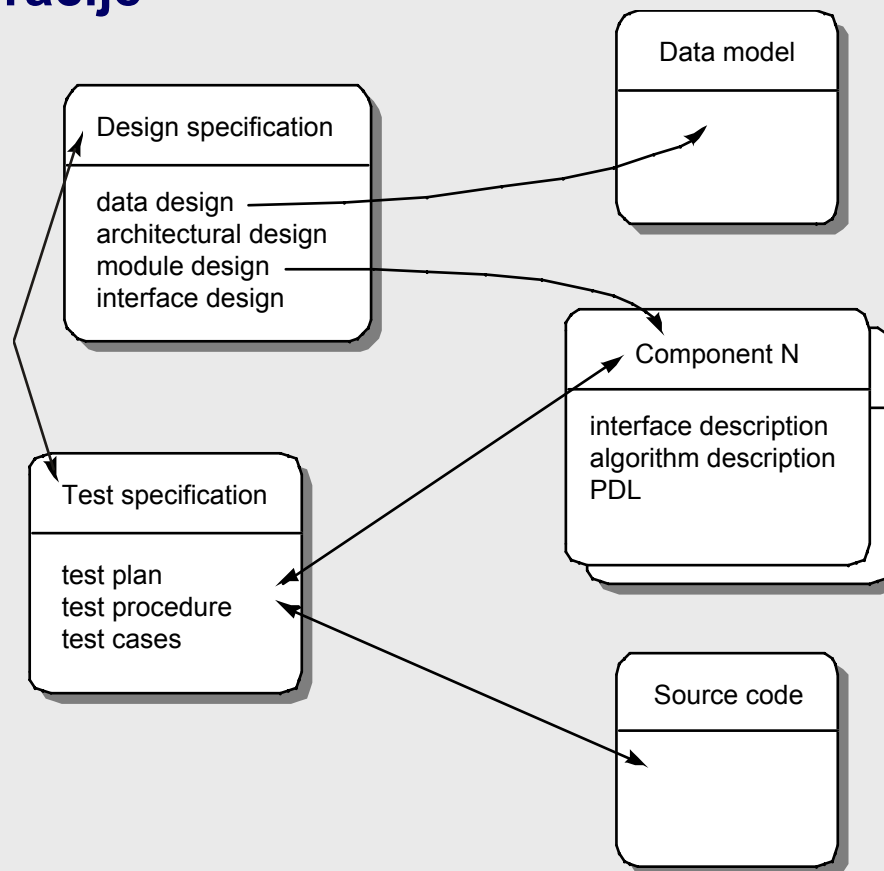 Data model
Design specification
data design
architectural design
module design
interface design
Component N
interface description
algorithm description
PDL
Test specification
test plan
test procedure
test cases
Source code